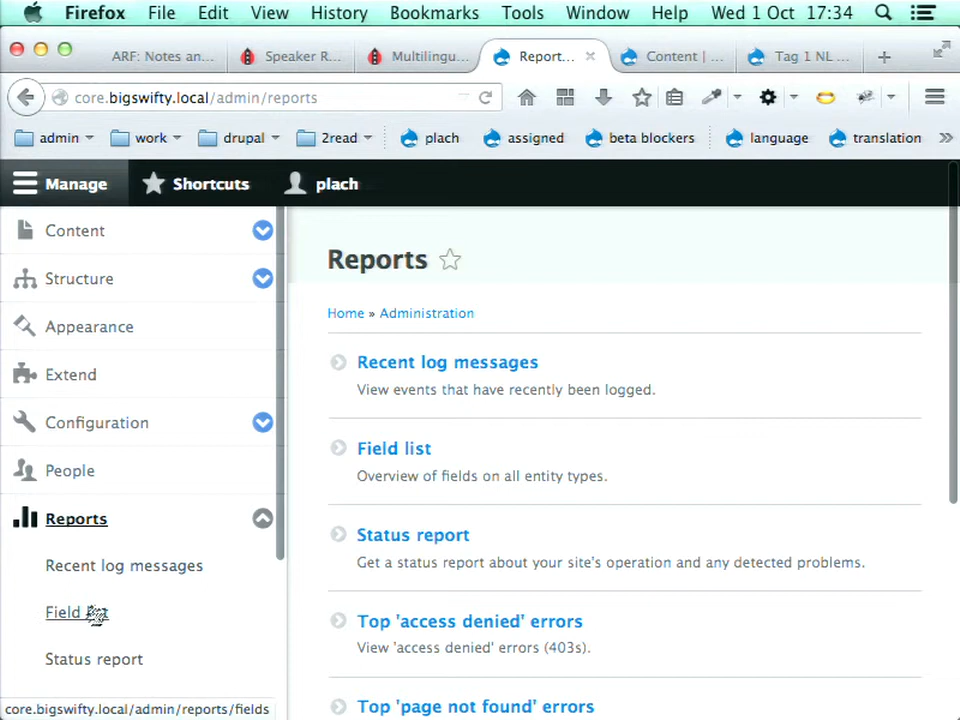 Firefox File Edit View History Bookmarks Tools Window Help Wed 1 Oct 17:34
ARF: Notes an... Speaker R... Multilingu... Report... Content | ... Tag 1 NL ...
core.bigswifty.local/admin/reports
admin work drupal 2read plach assigned beta blockers language translation
Manage Shortcuts plach
Content
Structure
Appearance
Extend
Configuration
People
Reports
Recent log messages
Field
Status report
core.bigswifty.local/admin/reports/fields
Reports
Home » Administration
Recent log messages
View events that have recently been logged.
Field list
Overview of fields on all entity types.
Status report
Get a status report about your site's operation and any detected problems.
Top 'access denied' errors
View 'access denied' errors (403s).
Top 'page not found' errors